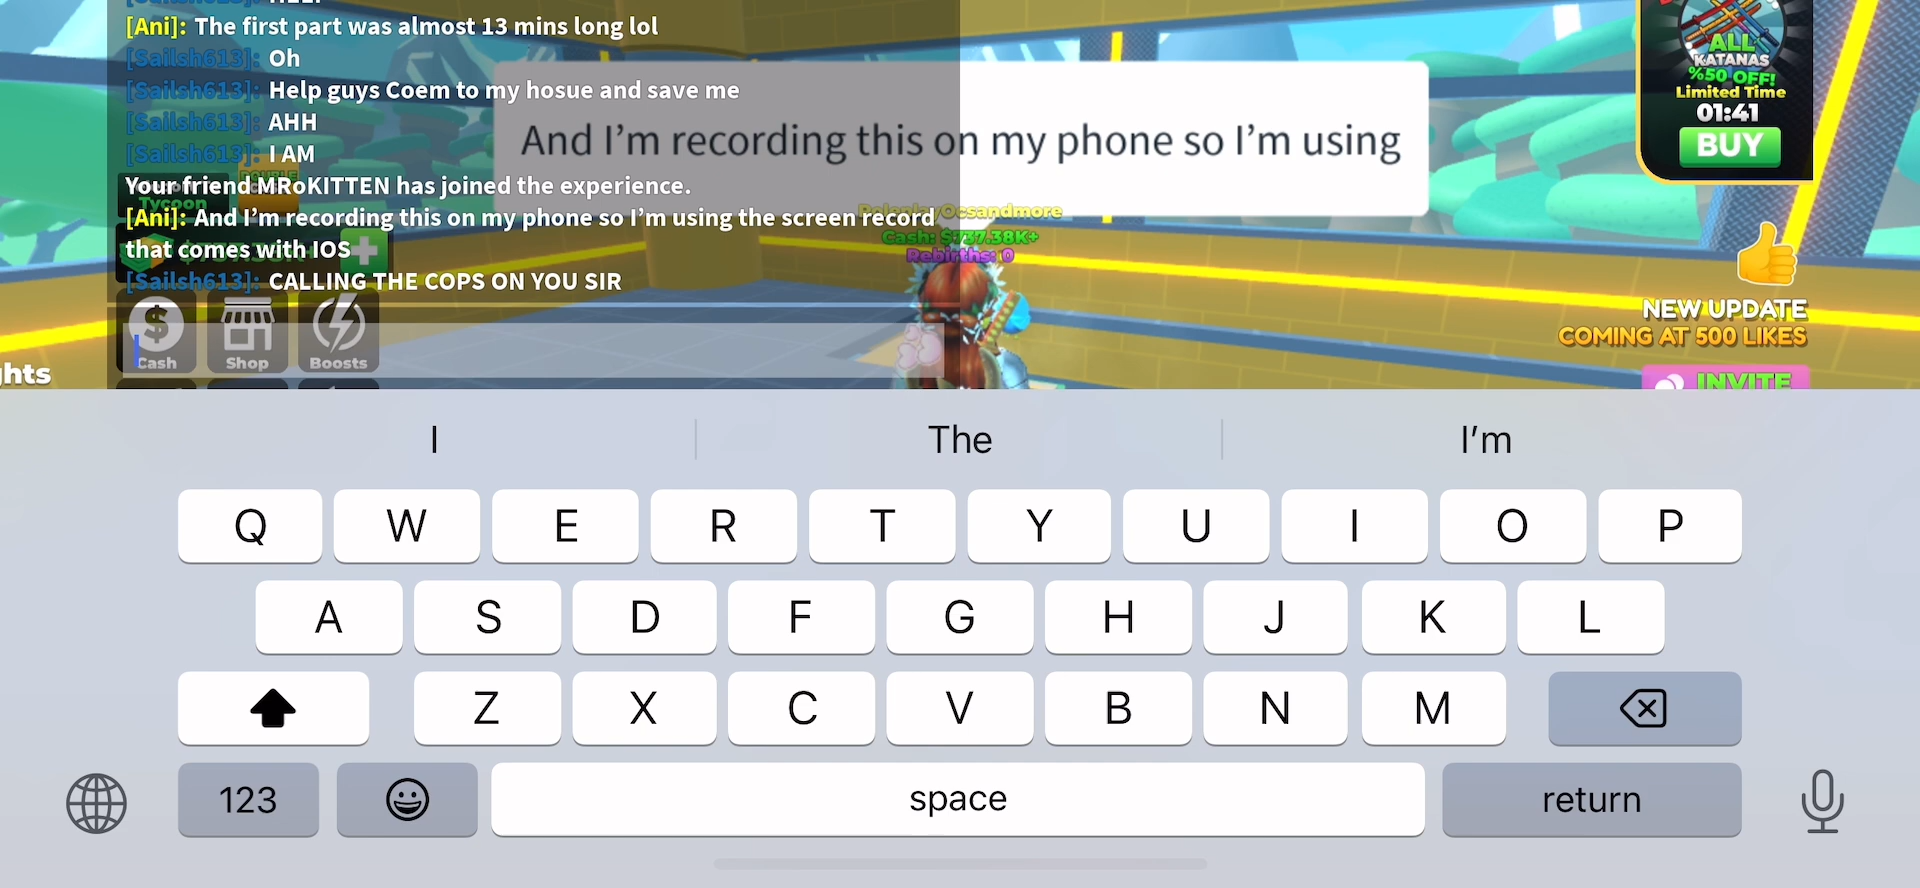 [Sailsh613]: HELP
[Ani]: The first part was almost 13 mins long lol
[Sailsh613]: Oh
[Sailsh613]: Help guys Coem to my hosue and save me
[Sailsh613]: AHH
[Sailsh613]: I AM
Your friend MRoKITTEN has joined the experience.
[Ani]: And I'm recording this on my phone so I'm using the screen record
that comes with IOS
[Sailsh613]: CALLING THE COPS ON YOU SIR
Tycoon
And I'm recording this on my phone so I'm using
Cash: $737.38K+
Rebirths: 0
ALL
KATANAS
%50 OFF!
Limited Time
01:41
BUY
NEW UPDATE
COMING AT 500 LIKES
INVITE
Cash
Shop
Boosts
hts
I The I'm
Q W E R T Y U I O P
A S D F G H J K L
Z X C V B N M
123 space return